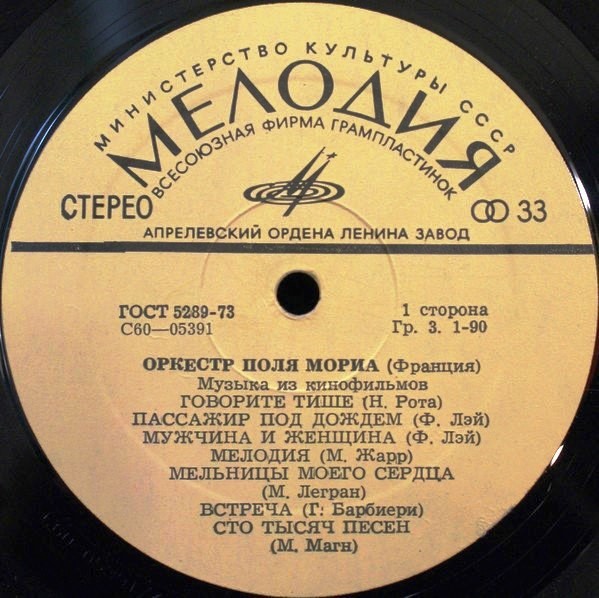 МИНИСТЕРСТВО КУЛЬТУРЫ СССР
МЕЛОДИЯ
ВСЕСОЮЗНАЯ ФИРМА ГРАМПЛАСТИНОК
СТЕРЕО
33
АПРЕЛЕВСКИЙ ОРДЕНА ЛЕНИНА ЗАВОД
ГОСТ 5289-73
1 сторона
С60—05391
Гр. 3. 1-90
ОРКЕСТР ПОЛЯ МОРИА (Франция)
Музыка из кинофильмов
ГОВОРИТЕ ТИШЕ (Н. Рота)
ПАССАЖИР ПОД ДОЖДЕМ (Ф. Лэй)
МУЖЧИНА И ЖЕНЩИНА (Ф. Лэй)
МЕЛОДИЯ (М. Жарр)
МЕЛЬНИЦЫ МОЕГО СЕРДЦА
(М. Легран)
ВСТРЕЧА (Г. Барбиери)
СТО ТЫСЯЧ ПЕСЕН
(М. Магн)